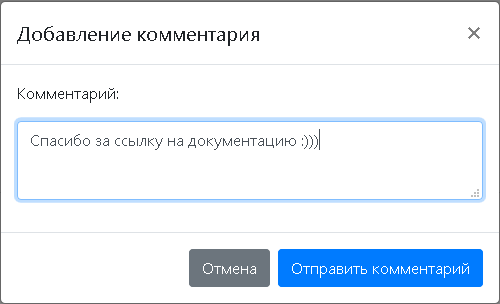 Добавление комментария ×
Комментарий:
Спасибо за ссылку на документацию :)))
Отмена Отправить комментарий